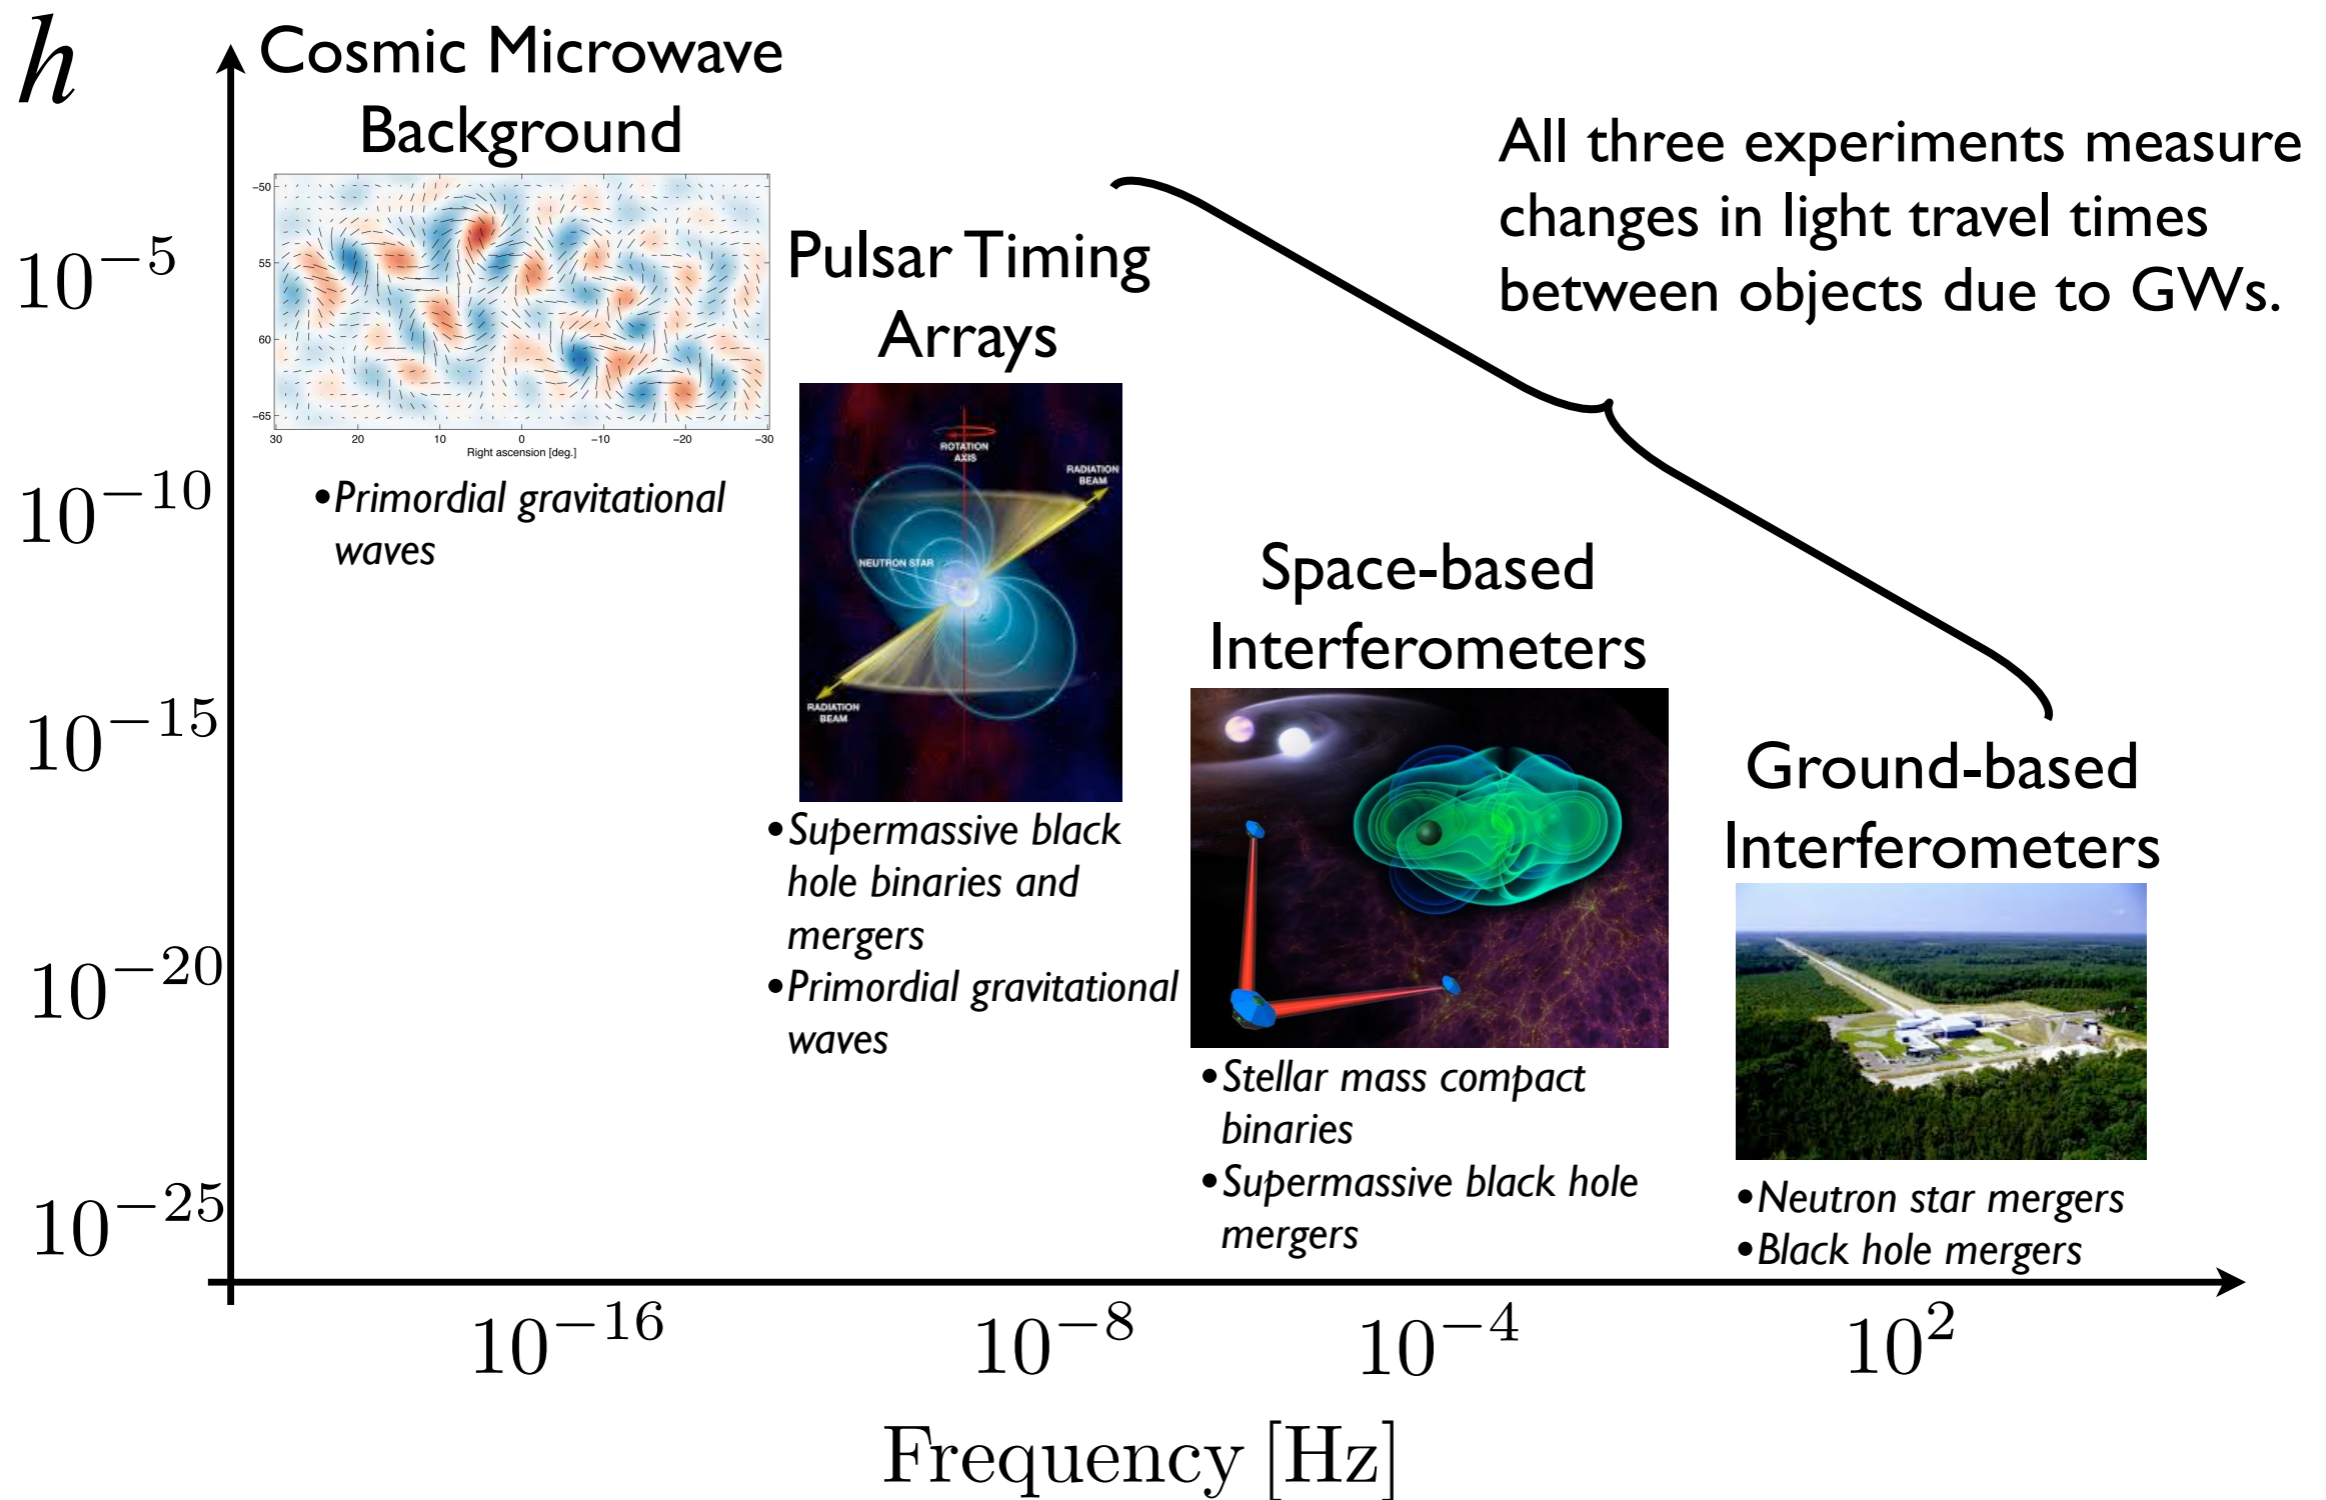 h
Cosmic Microwave
Background
−50
55
60
−65
30 20 10 0 −10 −20 −30
Right ascension [deg.]
•Primordial gravitational
waves
Pulsar Timing
Arrays
ROTATION
AXIS
RADIATION
BEAM
NEUTRON STAR
RADIATION
BEAM
•Supermassive black
hole binaries and
mergers
•Primordial gravitational
waves
All three experiments measure
changes in light travel times
between objects due to GWs.
Space-based
Interferometers
•Stellar mass compact
binaries
•Supermassive black hole
mergers
Ground-based
Interferometers
•Neutron star mergers
•Black hole mergers
10⁻⁵
10⁻¹⁰
10⁻¹⁵
10⁻²⁰
10⁻²⁵
10⁻¹⁶ 10⁻⁸ 10⁻⁴ 10²
Frequency [Hz]